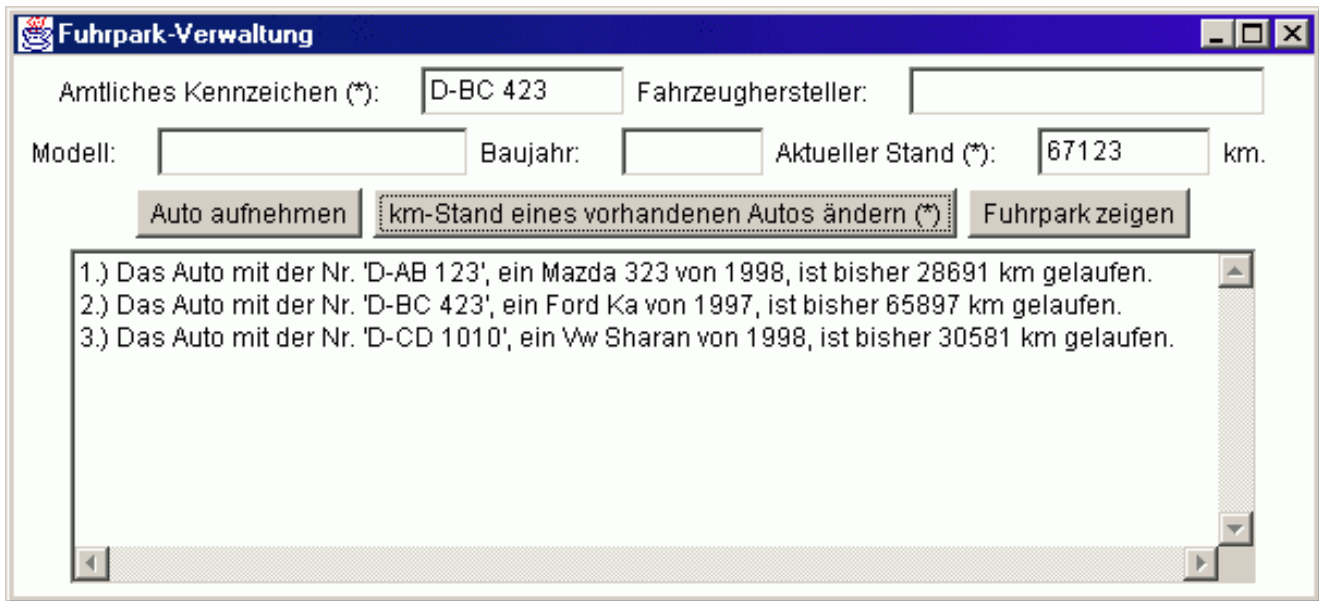 Fuhrpark-Verwaltung
Amtliches Kennzeichen (*): D-BC 423 Fahrzeughersteller:
Modell: Baujahr: Aktueller Stand (*): 67123 km.
Auto aufnehmen km-Stand eines vorhandenen Autos ändern (*) Fuhrpark zeigen
1.) Das Auto mit der Nr. 'D-AB 123', ein Mazda 323 von 1998, ist bisher 28691 km gelaufen.
2.) Das Auto mit der Nr. 'D-BC 423', ein Ford Ka von 1997, ist bisher 65897 km gelaufen.
3.) Das Auto mit der Nr. 'D-CD 1010', ein Vw Sharan von 1998, ist bisher 30581 km gelaufen.